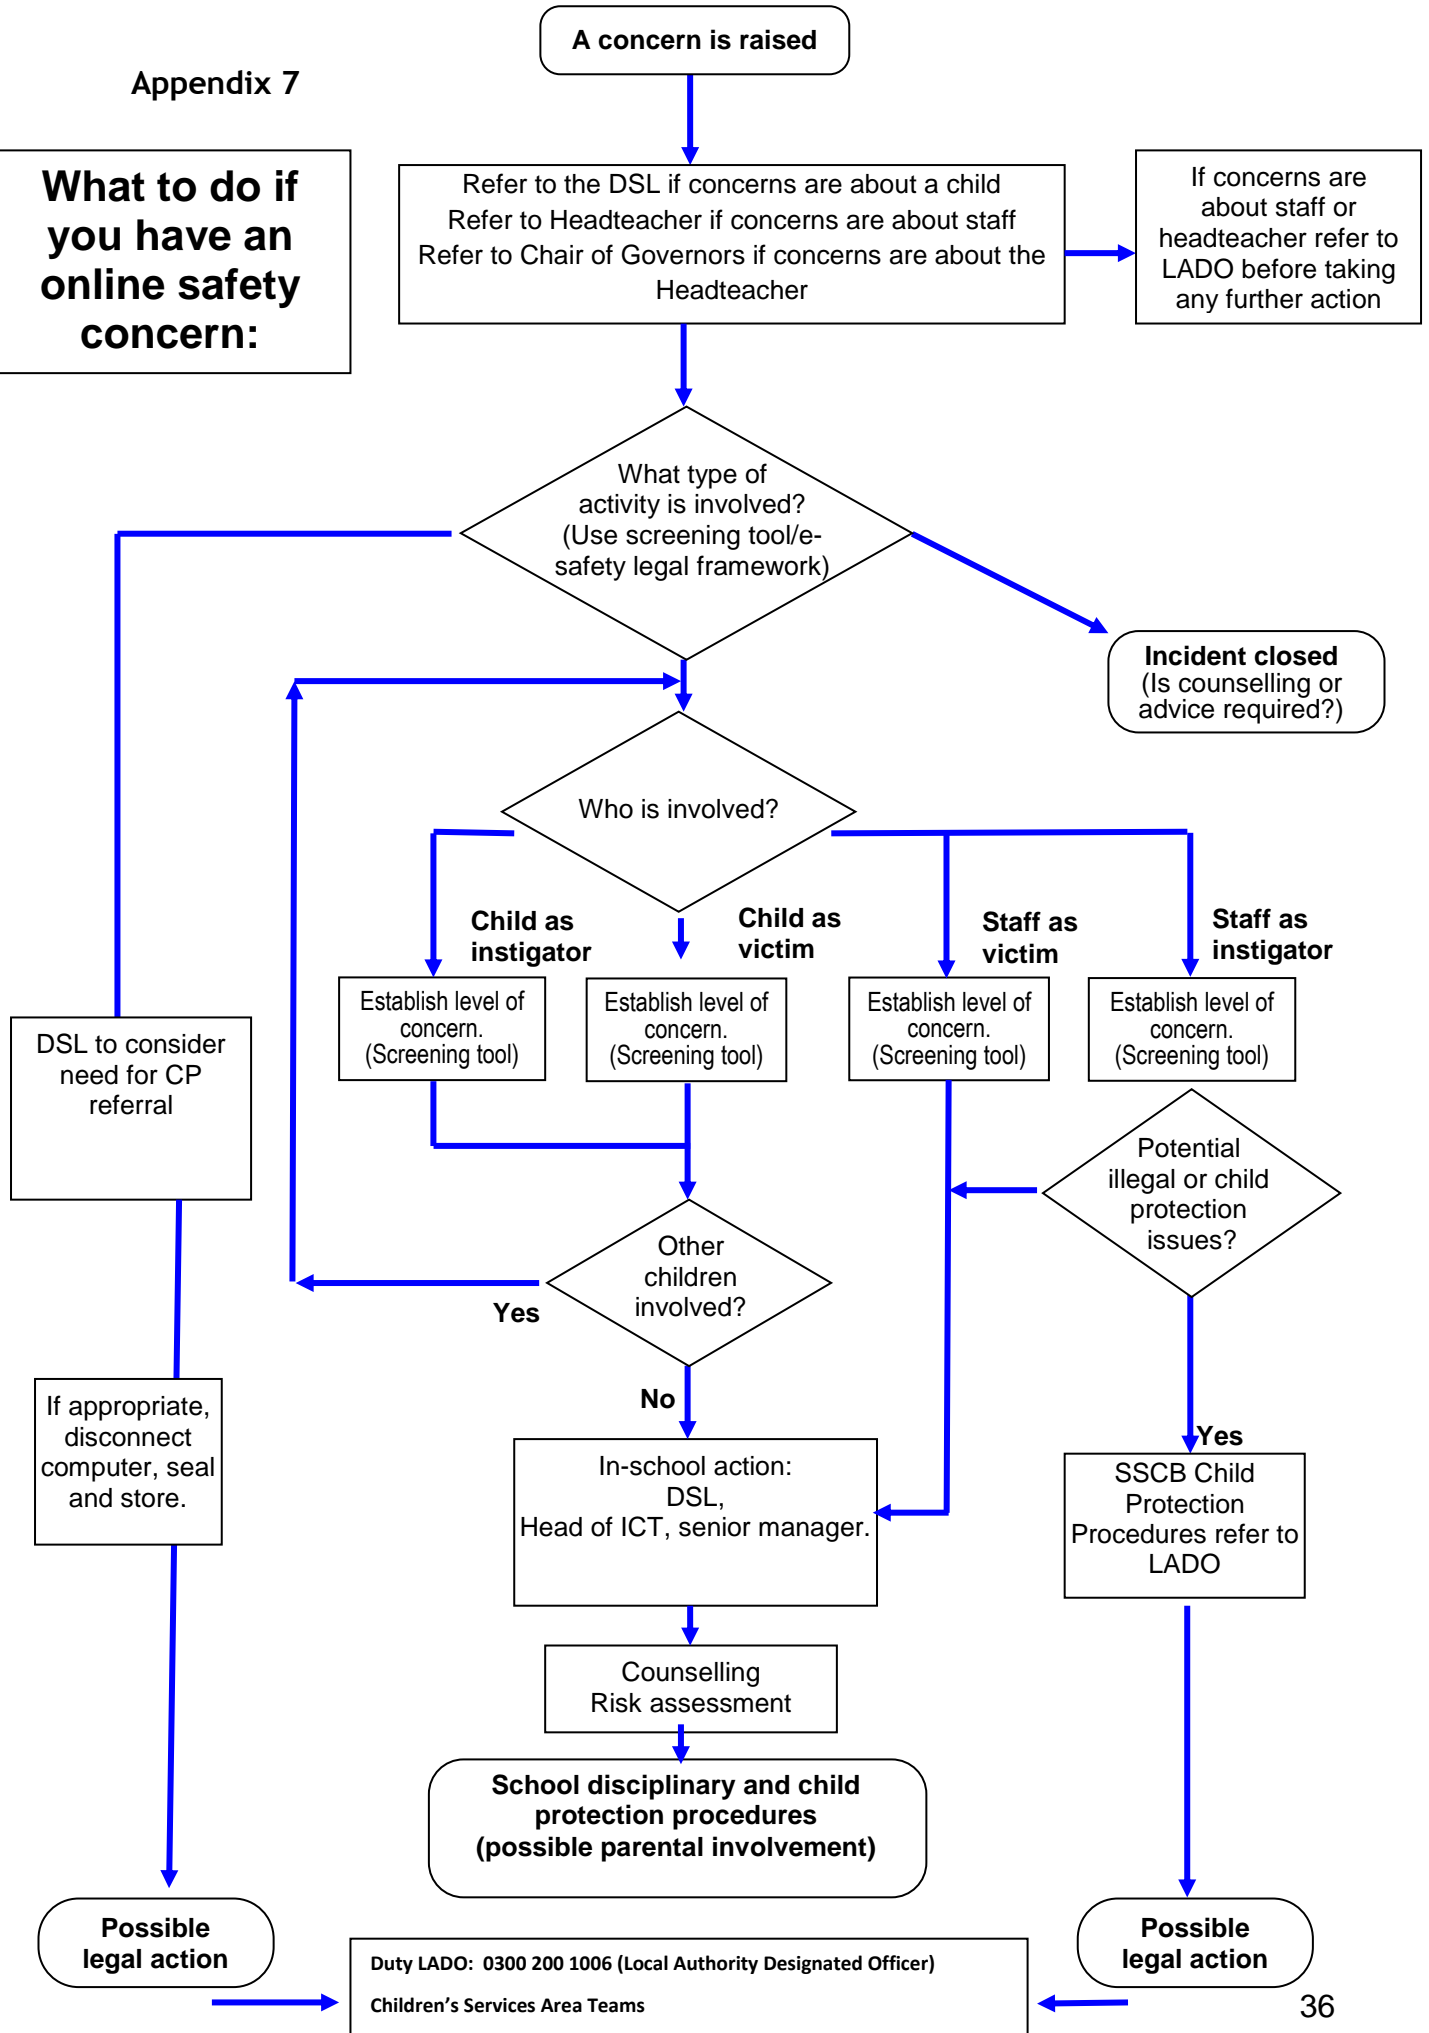 A concern is raised
Appendix 7
What to do if
you have an
online safety
concern:
Refer to the DSL if concerns are about a child
Refer to Headteacher if concerns are about staff
Refer to Chair of Governors if concerns are about the
Headteacher
If concerns are
about staff or
headteacher refer to
LADO before taking
any further action
What type of
activity is involved?
(Use screening tool/e-
safety legal framework)
Incident closed
(Is counselling or
advice required?)
Who is involved?
Child as
instigator
Child as
victim
Staff as
victim
Staff as
instigator
Establish level of
concern.
(Screening tool)
Establish level of
concern.
(Screening tool)
Establish level of
concern.
(Screening tool)
Establish level of
concern.
(Screening tool)
DSL to consider
need for CP
referral
Potential
illegal or child
protection
issues?
Other
children
involved?
Yes
No
If appropriate,
disconnect
computer, seal
and store.
In-school action:
DSL,
Head of ICT, senior manager.
Yes
SSCB Child
Protection
Procedures refer to
LADO
Counselling
Risk assessment
School disciplinary and child
protection procedures
(possible parental involvement)
Possible
legal action
Possible
legal action
Duty LADO: 0300 200 1006 (Local Authority Designated Officer)
Children's Services Area Teams
36